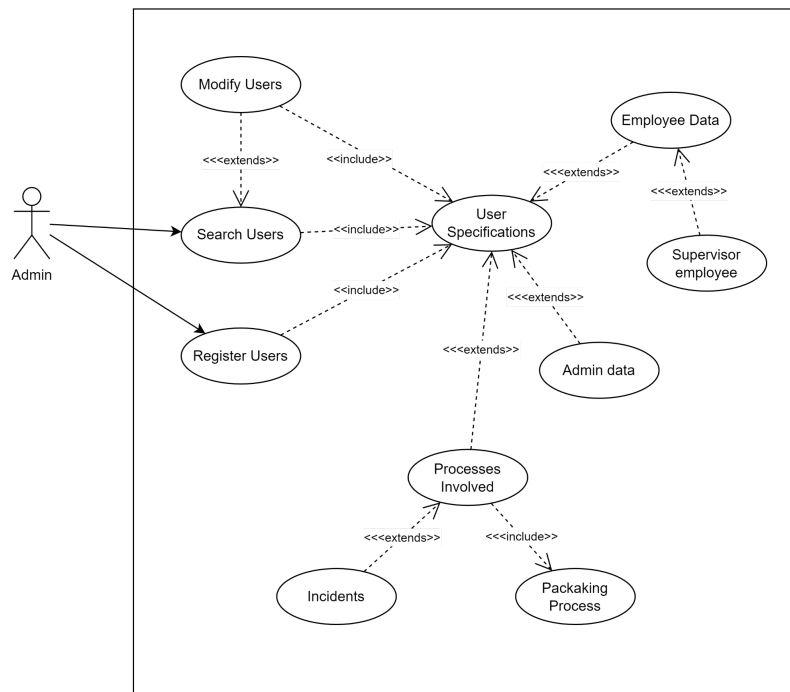 Modify Users
Employee Data
<<<extends>>
<<include>>
<<<extends>>
<<<extends>>
User
Specifications
Search Users
<<include>>
Supervisor
employee
Admin
<<include>>
<<<extends>>
Register Users
<<<extends>>
Admin data
Processes
Involved
<<<extends>>
<<<include>>
Incidents
Packaking
Process